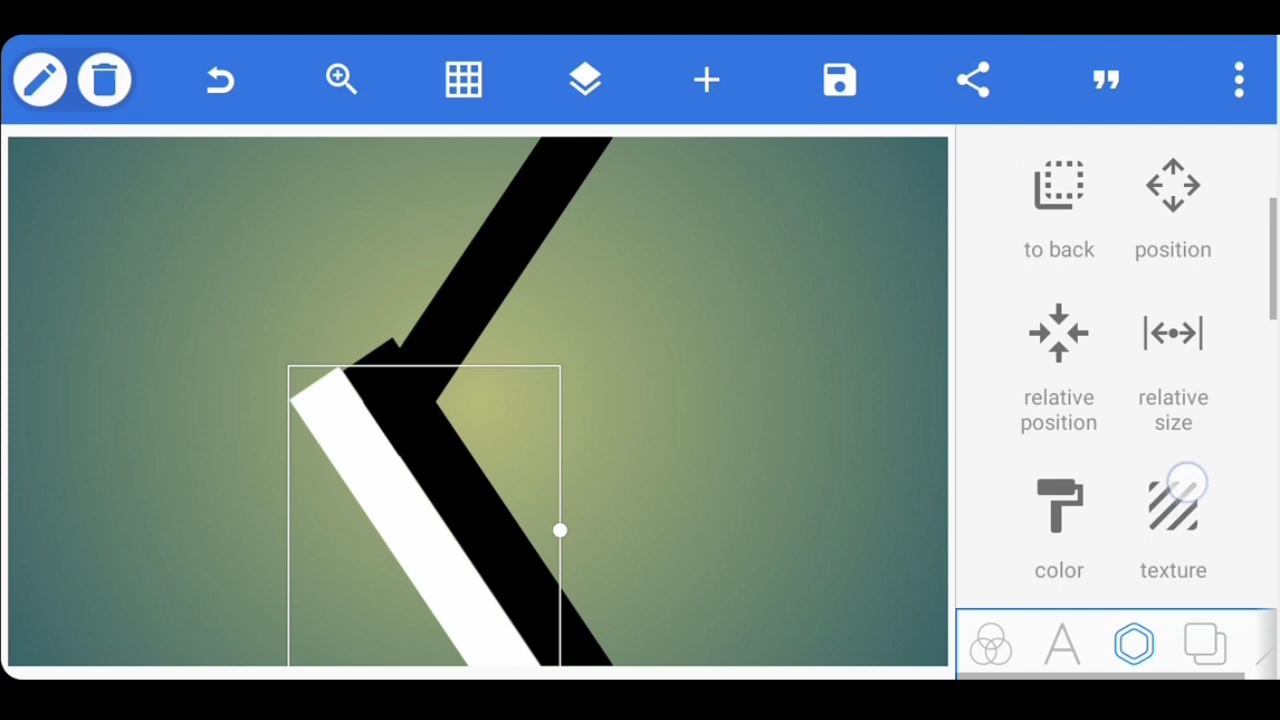 to back
position
relative
position
relative
size
color
texture